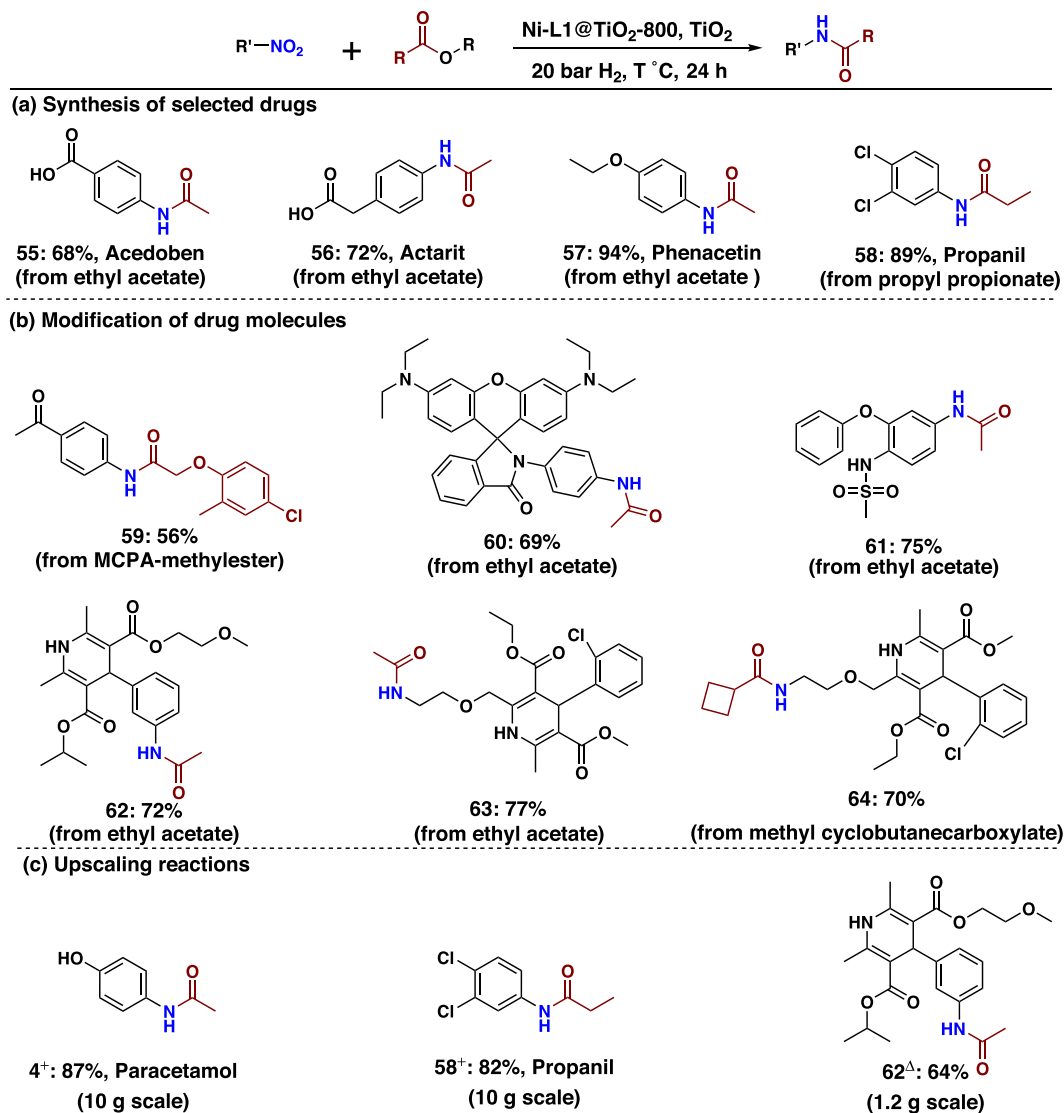 R'–NO2 + R O O R Ni-L1@TiO2-800, TiO2 R' H N R O
20 bar H2, T ˚C, 24 h
(a) Synthesis of selected drugs
O HO N H O
55: 68%, Acedoben
(from ethyl acetate)
O HO H N O
56: 72%, Actarit
(from ethyl acetate)
O N H O
57: 94%, Phenacetin
(from ethyl acetate )
Cl Cl N H O
58: 89%, Propanil
(from propyl propionate)
(b) Modification of drug molecules
O N H O O Cl
59: 56%
(from MCPA-methylester)
N O N N O NH O
60: 69%
(from ethyl acetate)
O H N O NH O S O
61: 75%
(from ethyl acetate)
HN O O O O O HN O
62: 72%
(from ethyl acetate)
O HN O O O Cl HN O O
63: 77%
(from ethyl acetate)
O N H O HN O O O O Cl
64: 70%
(from methyl cyclobutanecarboxylate)
(c) Upscaling reactions
HO N H O
4+: 87%, Paracetamol
(10 g scale)
Cl Cl N H O
58+: 82%, Propanil
(10 g scale)
HN O O O O O HN O
62Δ: 64%
(1.2 g scale)